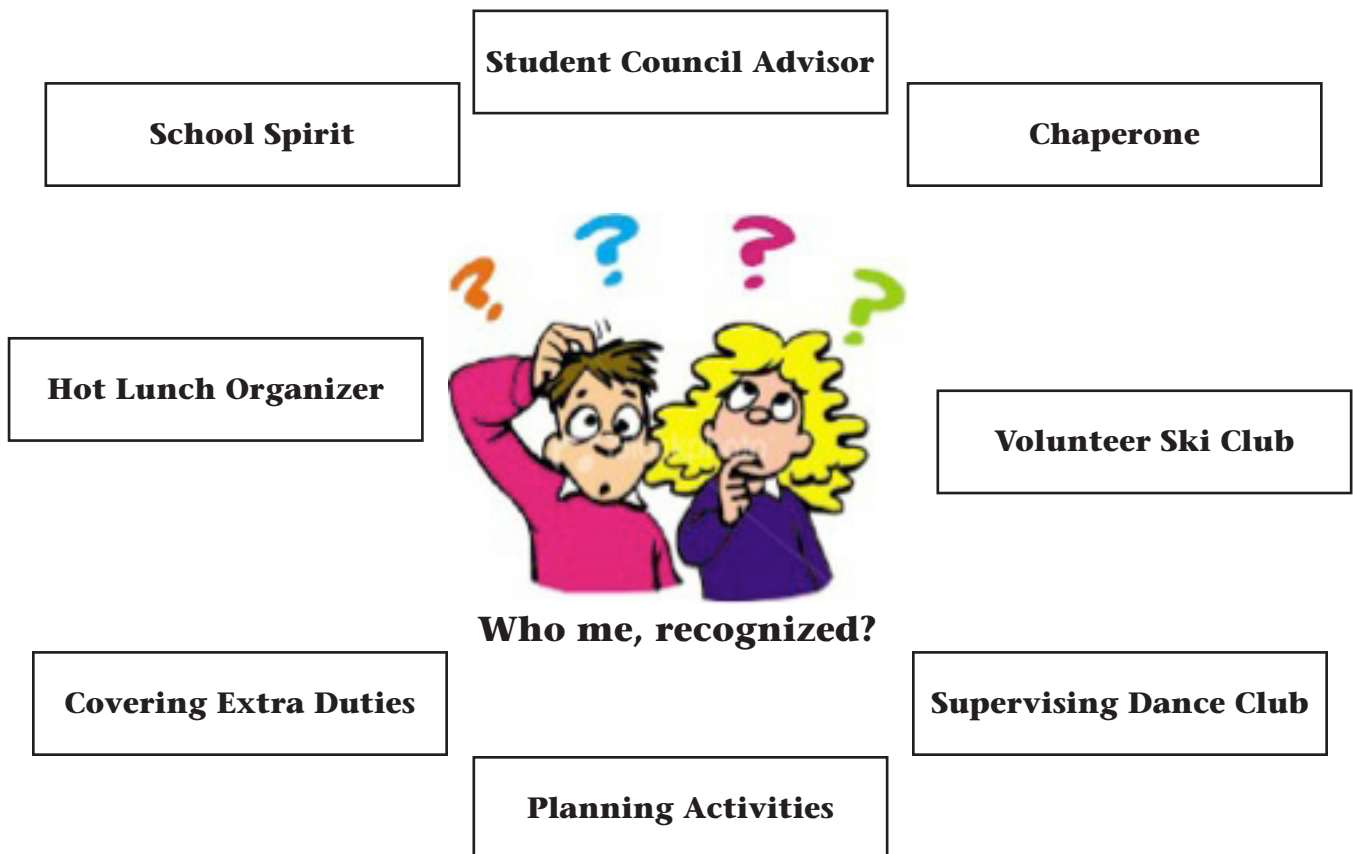 Student Council Advisor
School Spirit
Chaperone
Hot Lunch Organizer
Volunteer Ski Club
Who me, recognized?
Covering Extra Duties
Supervising Dance Club
Planning Activities